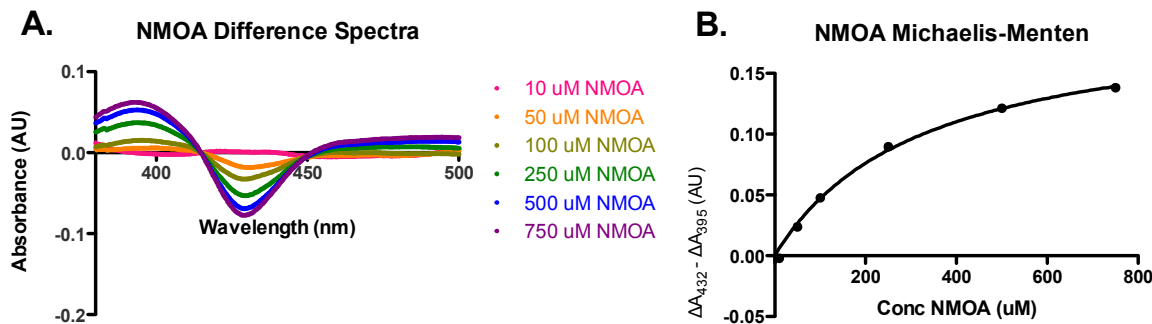 A.
NMOA Difference Spectra
Absorbance (AU)
0.1
0.0
-0.1
-0.2
400
450
500
Wavelength (nm)
10 uM NMOA
50 uM NMOA
100 uM NMOA
250 uM NMOA
500 uM NMOA
750 uM NMOA
B.
NMOA Michaelis-Menten
ΔA432 - ΔA395 (AU)
0.15
0.10
0.05
0.00
-0.05
200
400
600
800
Conc NMOA (uM)